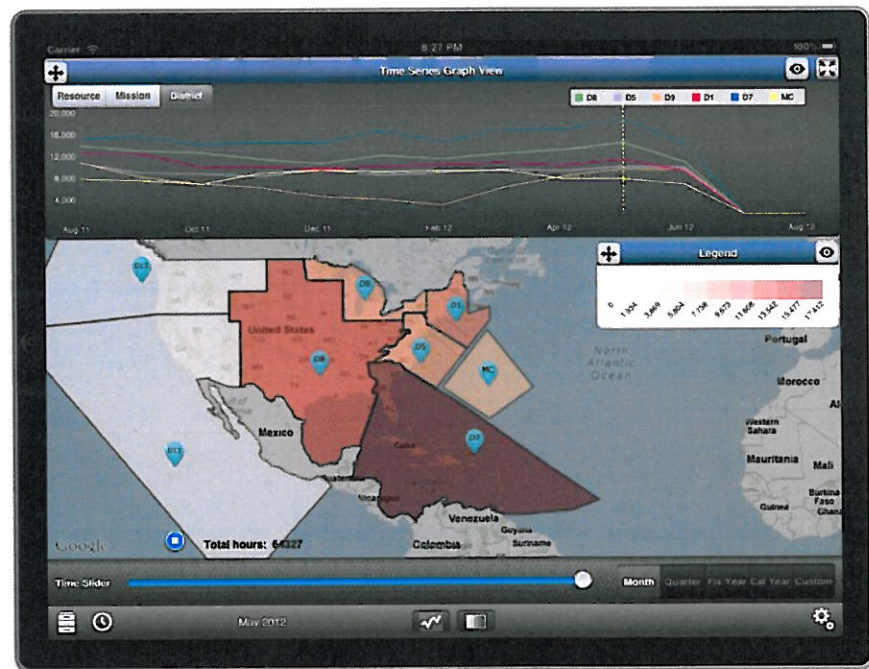 Carrier 8:27 PM 100%
Time Series Graph View
Resource Mission District
D8 D5 D9 D1 D7 MC
20,000
16,000
12,000
8,000
4,000
Aug 11 Oct 11 Dec 11 Feb 12 Apr 12 Jun 12 Aug 12
Legend
0 1,934 3,869 5,804 7,738 9,673 11,608 13,542 15,477 17,412
D9
D1
United States
D8
D5
MC
North
Atlantic
Ocean
Portugal
Morocco
Western
Sahara
Mexico
Cuba
D7
Mauritania Mali
Guatemala
Nicaragua
Burkina
Faso
Guinea
Ghana
Venezuela
Guyana
Colombia Suriname
Google
Total hours: 64327
Time Slider
Month Quarter Fis Year Cal Year Custom
May 2012